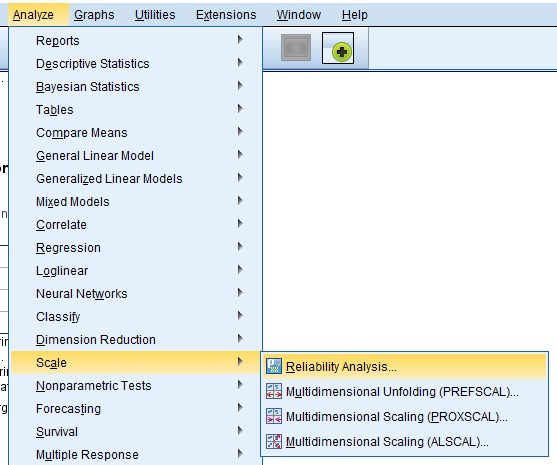 Analyze Graphs Utilities Extensions Window Help
Reports
Descriptive Statistics
Bayesian Statistics
Tables
Compare Means
General Linear Model
Generalized Linear Models
Mixed Models
Correlate
Regression
Loglinear
Neural Networks
Classify
Dimension Reduction
Scale
Reliability Analysis...
Multidimensional Unfolding (PREFSCAL)...
Multidimensional Scaling (PROXSCAL)...
Multidimensional Scaling (ALSCAL)...
Nonparametric Tests
Forecasting
Survival
Multiple Response